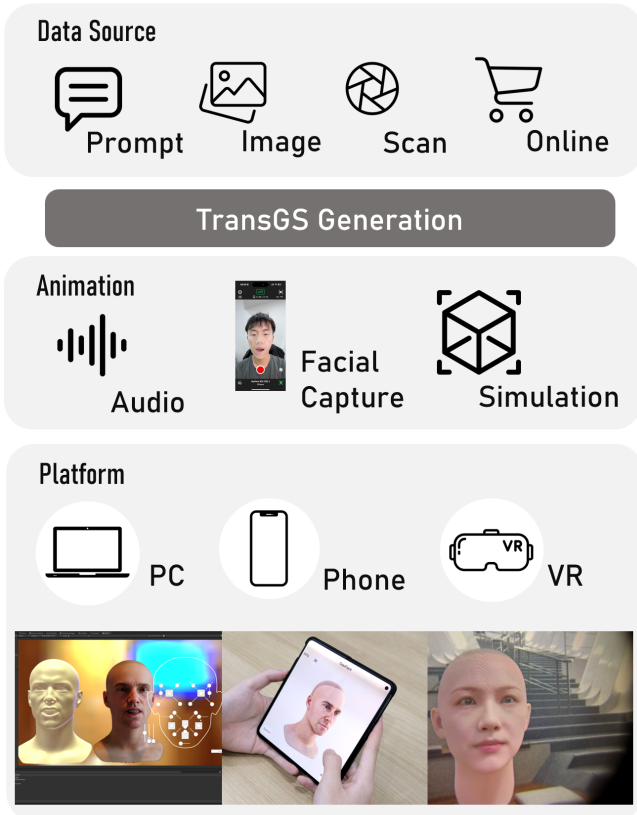 Data Source
Prompt
Image
Scan
Online
TransGS Generation
Animation
Audio
Facial
Capture
Simulation
Platform
PC
Phone
VR
VR